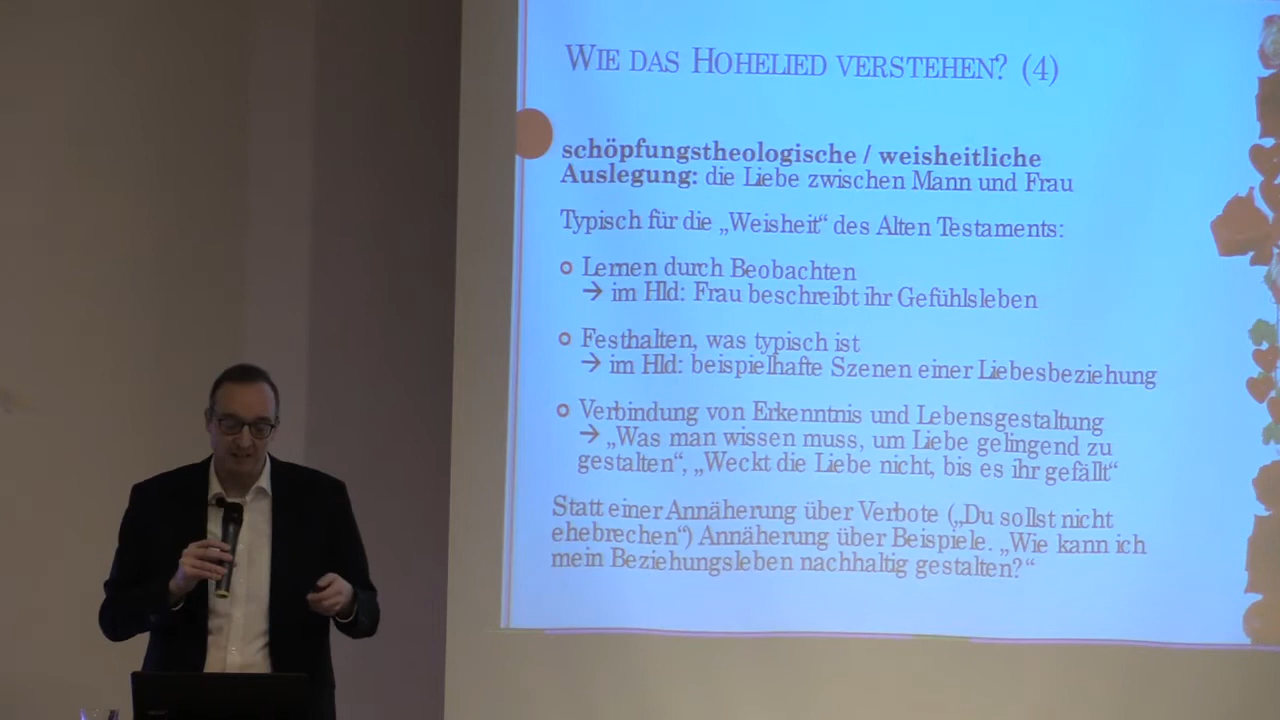 WIE DAS HOHELIED VERSTEHEN? (4)
schöpfungstheologische / weisheitliche
Auslegung: die Liebe zwischen Mann und Frau
Typisch für die „Weisheit“ des Alten Testaments:
Lernen durch Beobachten
→ im Hld: Frau beschreibt ihr Gefühlsleben
Festhalten, was typisch ist
→ im Hld: beispielhafte Szenen einer Liebesbeziehung
Verbindung von Erkenntnis und Lebensgestaltung
→ „Was man wissen muss, um Liebe gelingend zu
gestalten“, „Weckt die Liebe nicht, bis es ihr gefällt“
Statt einer Annäherung über Verbote („Du sollst nicht
ehebrechen“) Annäherung über Beispiele. „Wie kann ich
mein Beziehungsleben nachhaltig gestalten?“